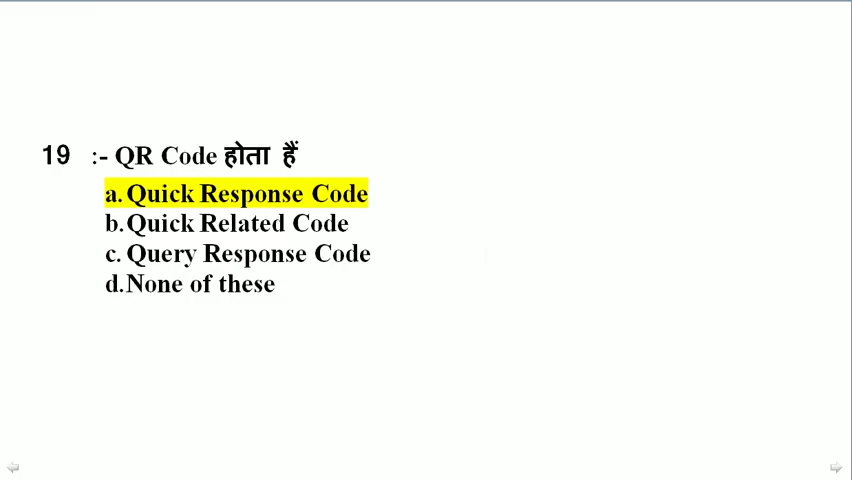 19 :- QR Code होता हैं
a. Quick Response Code
b. Quick Related Code
c. Query Response Code
d. None of these